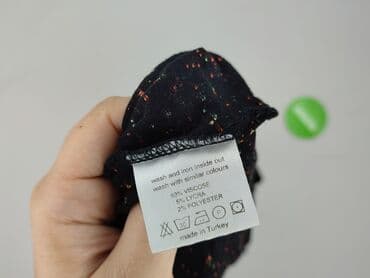 wash and iron inside out
wash with similar colours
93% VISCOSE
5% LYCRA
2% POLYESTER
made in Turkey